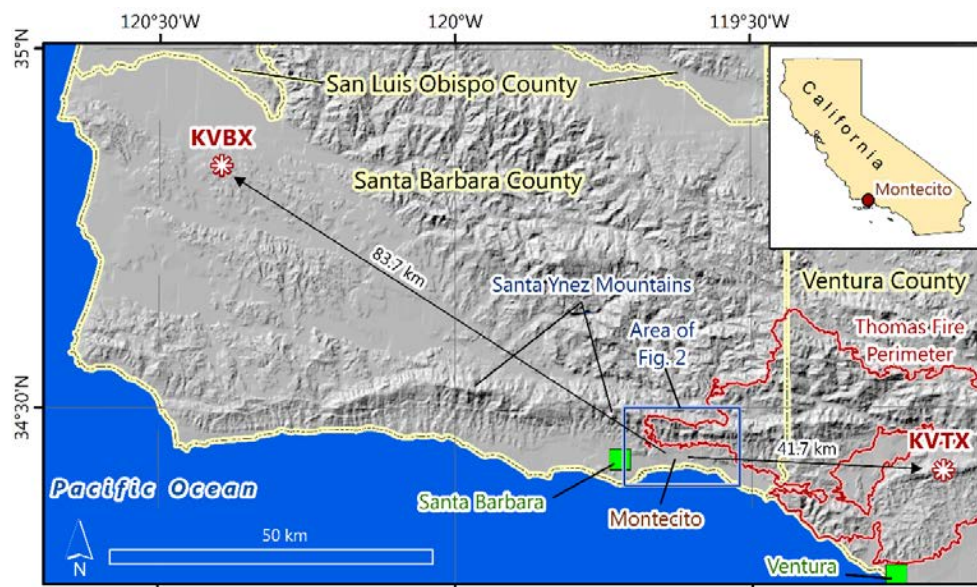 120°30'W
120°W
119°30'W
35°N
San Luis Obispo County
California
Montecito
KVBX
Santa Barbara County
83.7 km
Santa Ynez Mountains
Ventura County
Area of
Fig. 2
Thomas Fire
Perimeter
34°30'N
41.7 km
KVTX
Pacific Ocean
Santa Barbara
Montecito
N
50 km
Ventura